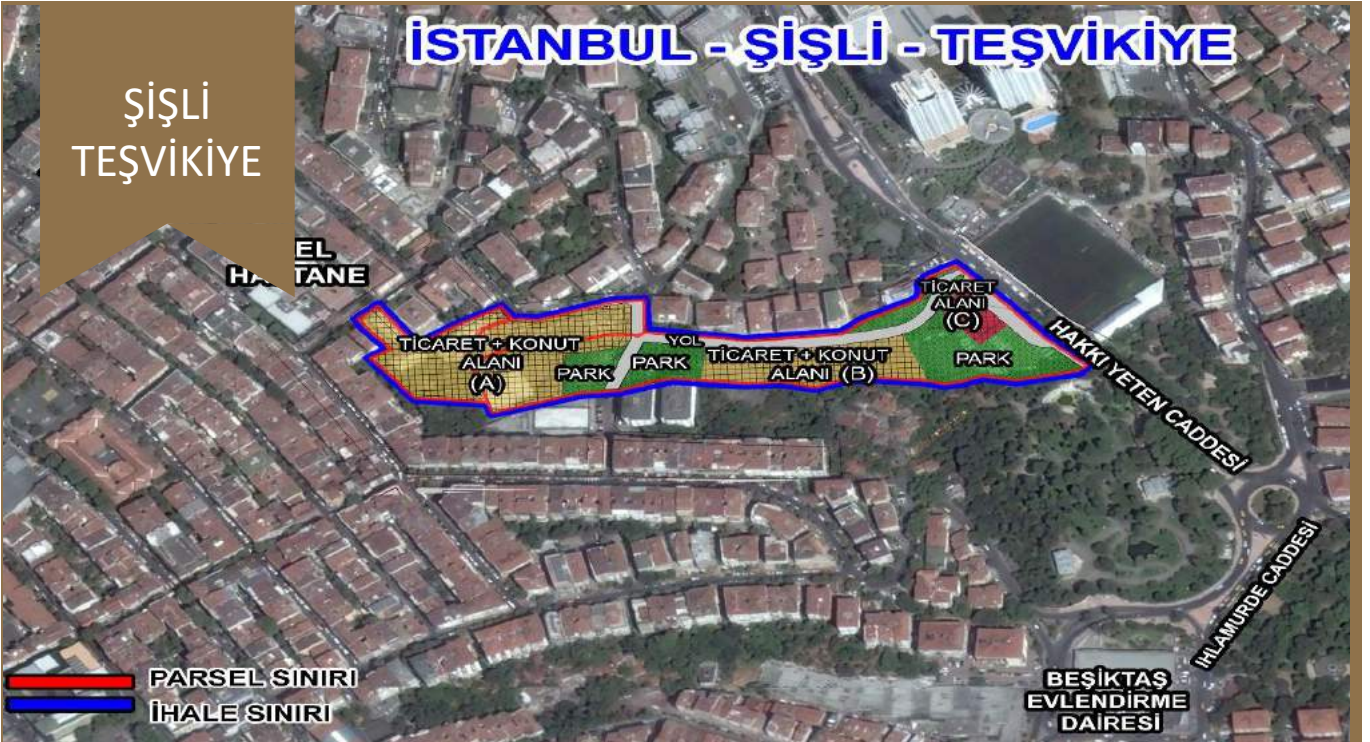 İSTANBUL - ŞİŞLİ - TEŞVİKİYE
ŞİŞLİ
TEŞVİKİYE
EL
HASTANE
TİCARET + KONUT
ALANI
(A)
PARK
PARK
YOL
TİCARET + KONUT
ALANI (B)
TİCARET
ALANI
(C)
PARK
HAKKI YETEN CADDESİ
IHLAMURDE CADDESİ
BEŞİKTAŞ
EVLENDİRME
DAİRESİ
PARSEL SINIRI
İHALE SINIRI